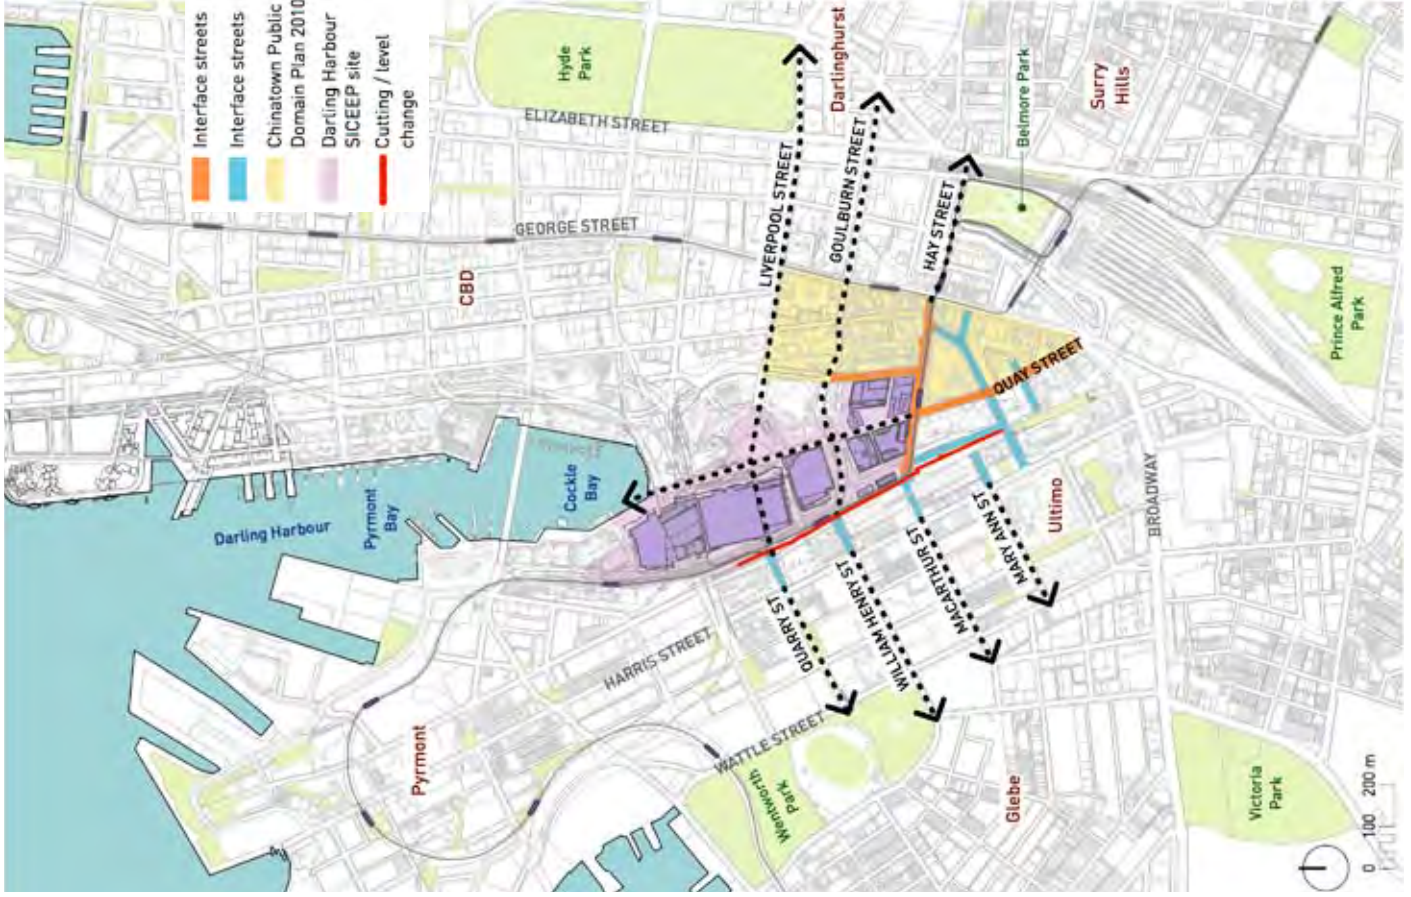 Interface streets
Interface streets
Chinatown Public
Domain Plan 2010
Darling Harbour
SICEEP site
Cutting / level
change
Hyde
Park
ELIZABETH STREET
Darlinghurst
Belmore Park
Surry
Hills
LIVERPOOL STREET
GOULBURN STREET
HAY STREET
GEORGE STREET
CBD
Prince Alfred
Park
QUAY STREET
Darling Harbour
Pyrmont
Bay
Cockle
Bay
BROADWAY
Ultimo
MARY ANN ST
MACARTHUR ST
WILLIAM HENRY ST
QUARRY ST
HARRIS STREET
WATTLE STREET
Pyrmont
Wentworth
Park
Glebe
Victoria
Park
0 100 200 m